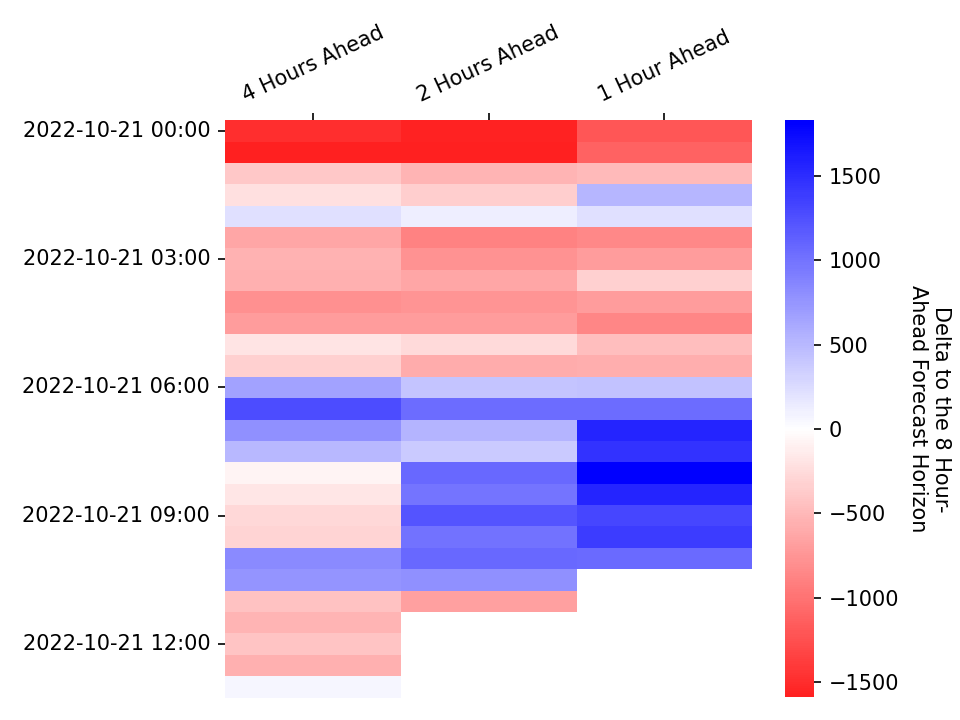 4 Hours Ahead
2 Hours Ahead
1 Hour Ahead
2022-10-21 00:00
2022-10-21 03:00
2022-10-21 06:00
2022-10-21 09:00
2022-10-21 12:00
1500
1000
500
0
−500
−1000
−1500
Delta to the 8 Hour-
Ahead Forecast Horizon